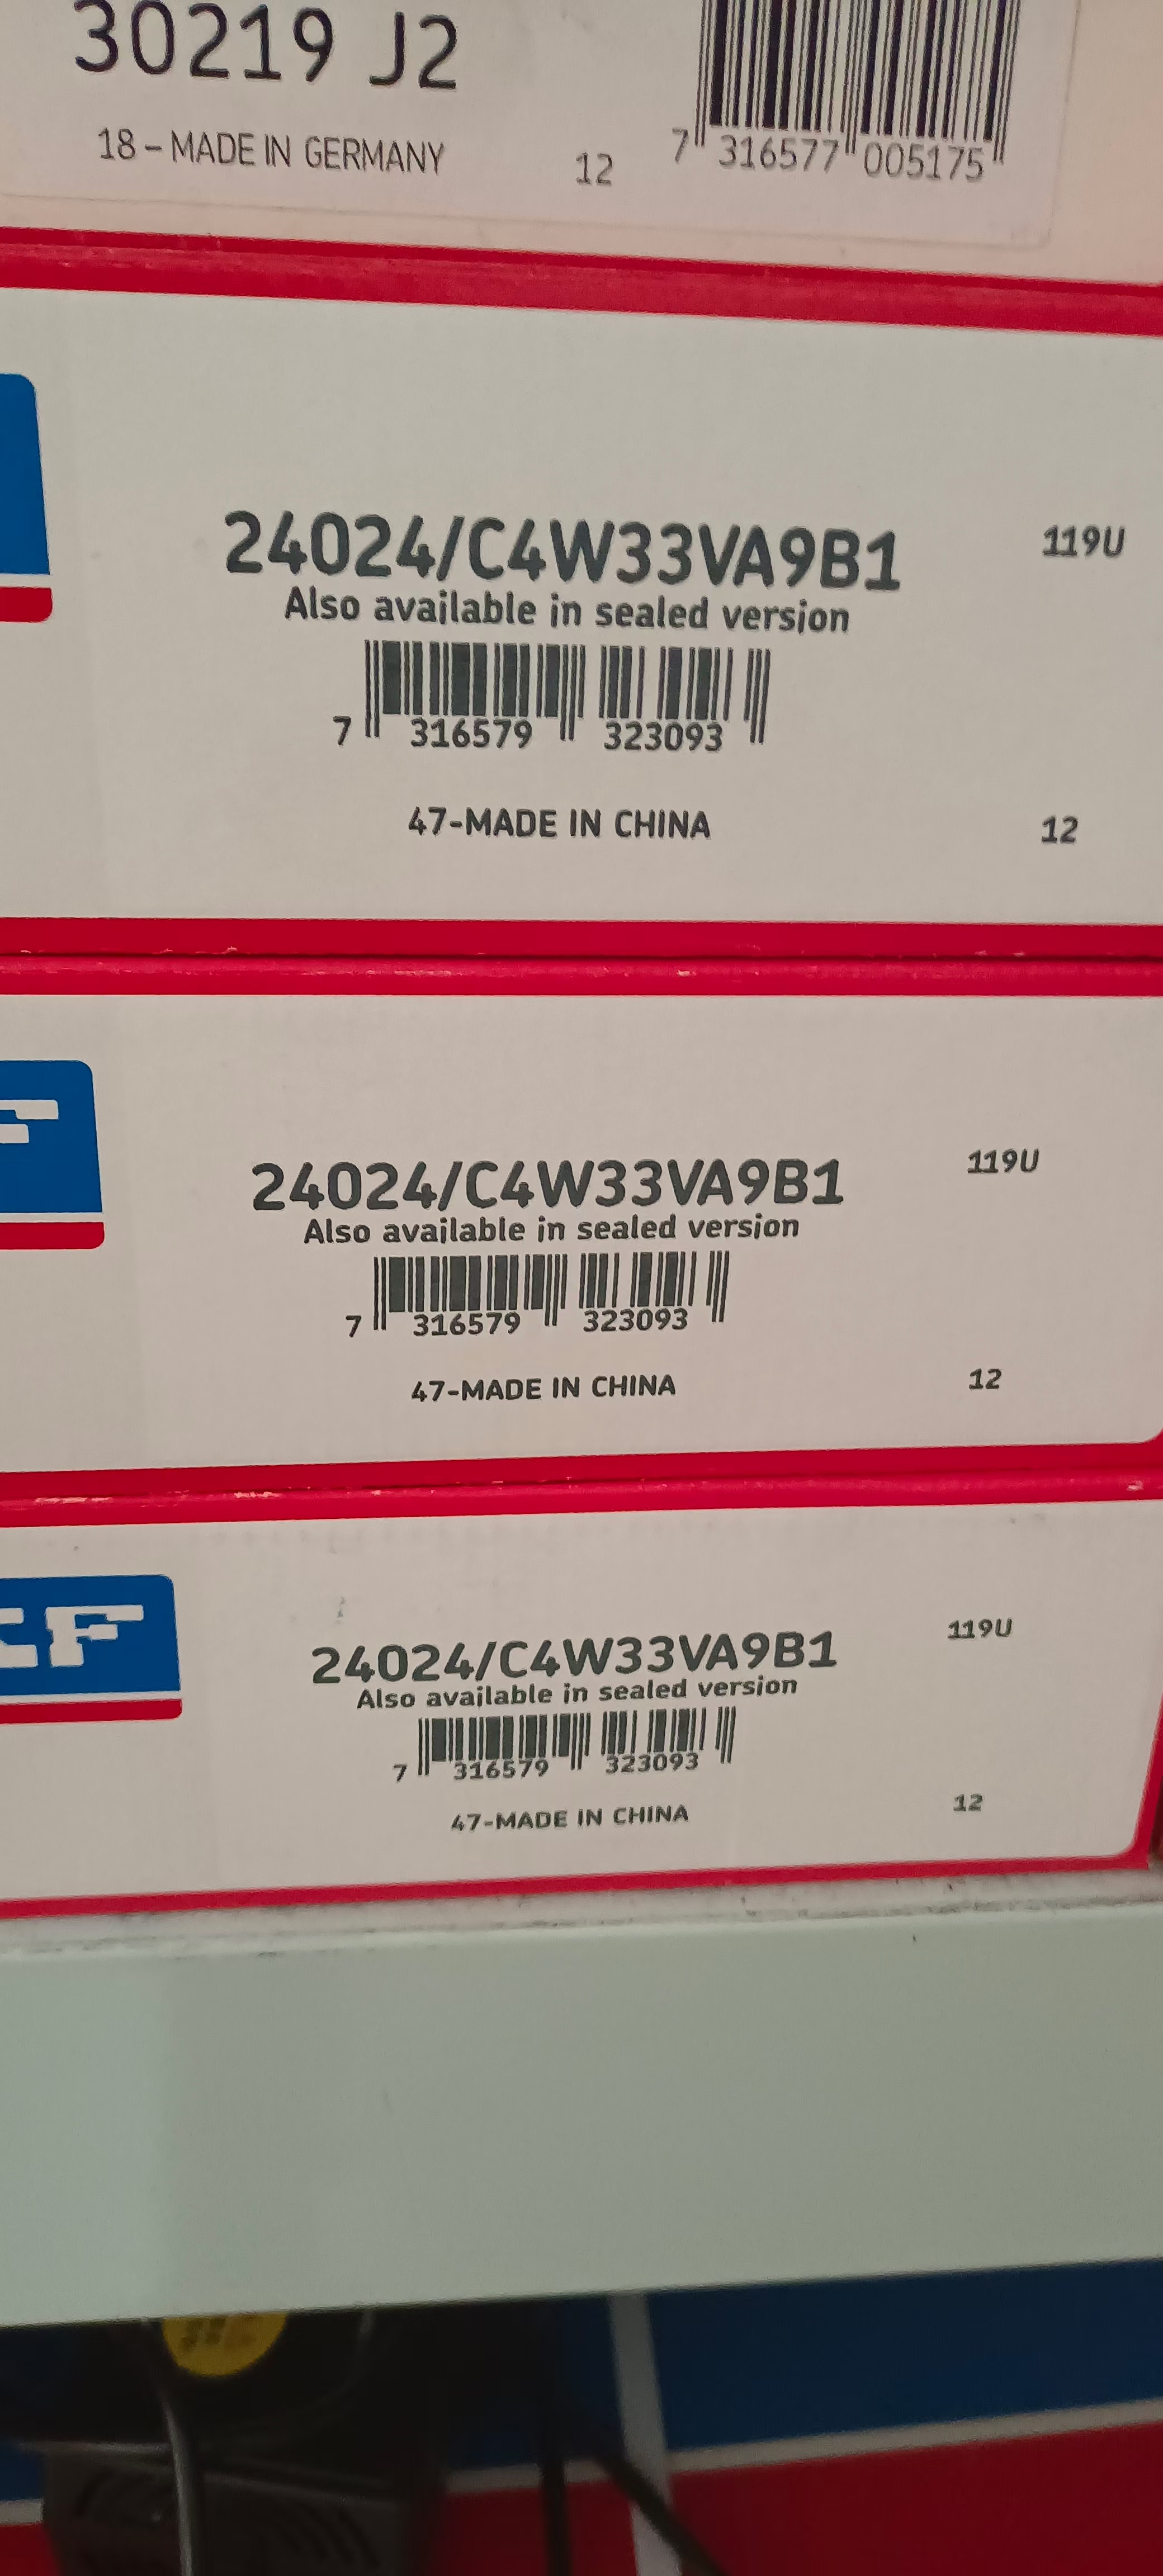 30219 J2
18 – MADE IN GERMANY
12
7 316577 005175
24024/C4W33VA9B1
119U
Also available in sealed version
7 316579 323093
47-MADE IN CHINA
12
F
24024/C4W33VA9B1
119U
Also available in sealed version
7 316579 323093
47-MADE IN CHINA
12
KF
24024/C4W33VA9B1
119U
Also available in sealed version
7 316579 323093
47-MADE IN CHINA
12